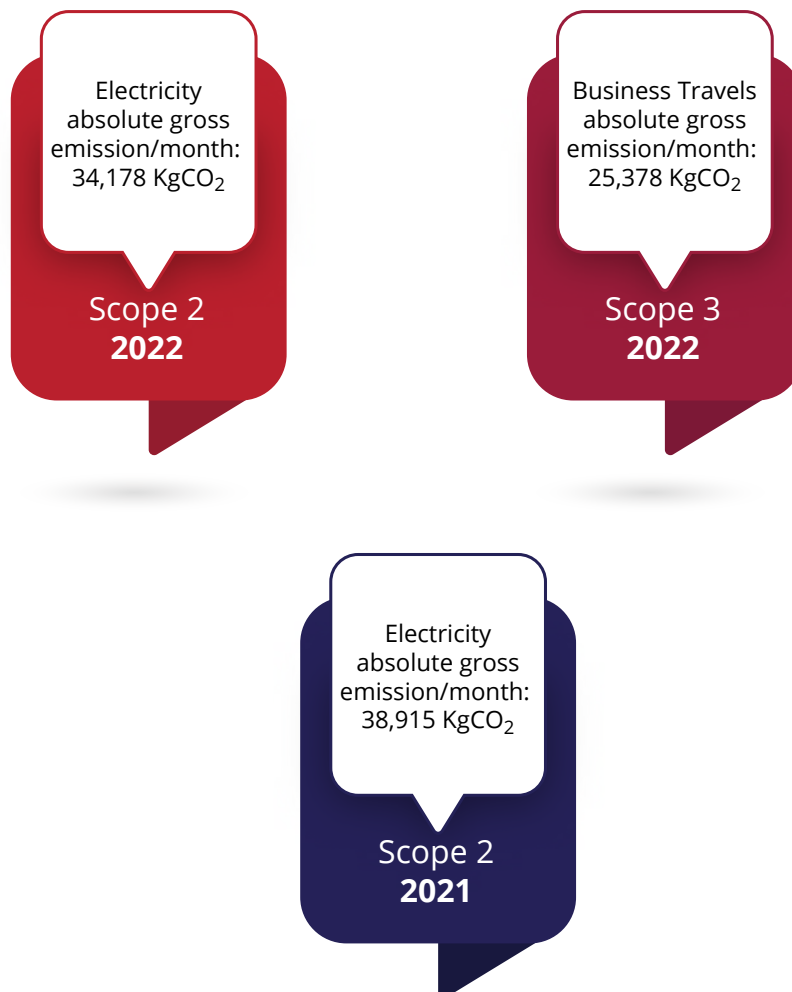 Electricity
absolute gross
emission/month:
34,178 KgCO₂
Scope 2
2022
Business Travels
absolute gross
emission/month:
25,378 KgCO₂
Scope 3
2022
Electricity
absolute gross
emission/month:
38,915 KgCO₂
Scope 2
2021